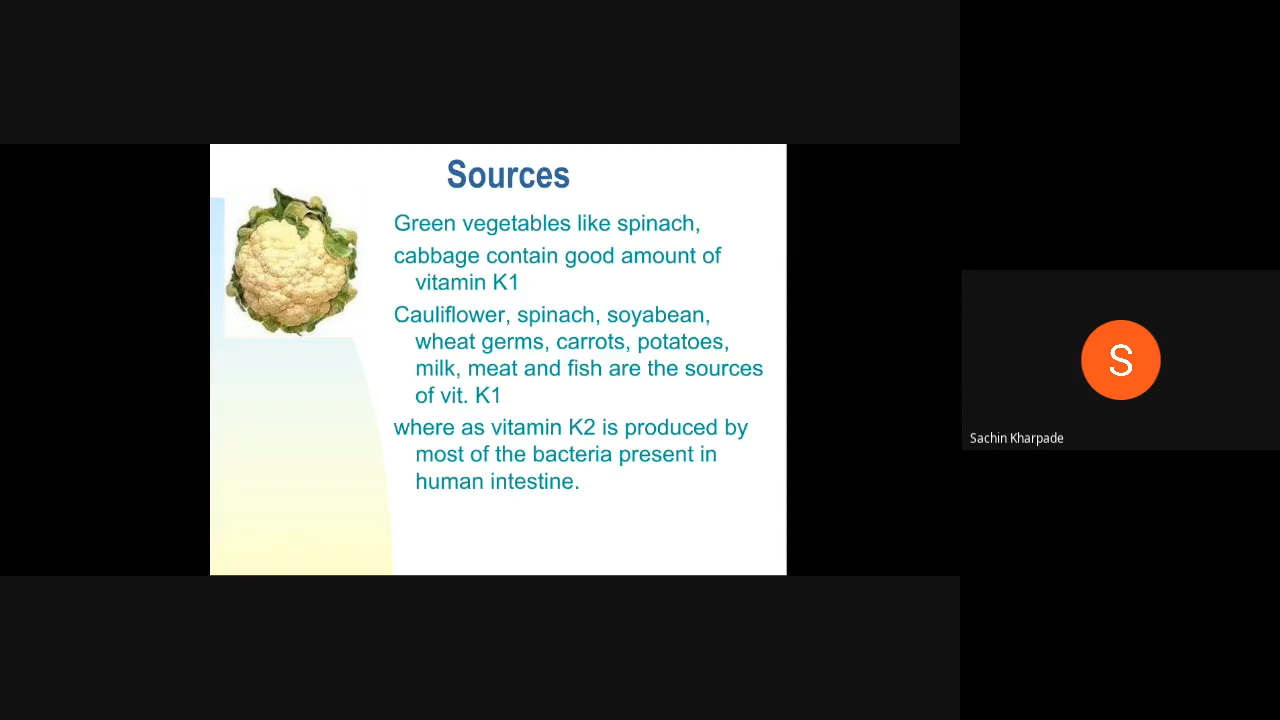 Sources
Green vegetables like spinach,
cabbage contain good amount of
vitamin K1
Cauliflower, spinach, soyabean,
wheat germs, carrots, potatoes,
milk, meat and fish are the sources
of vit. K1
where as vitamin K2 is produced by
most of the bacteria present in
human intestine.
S
Sachin Kharpade